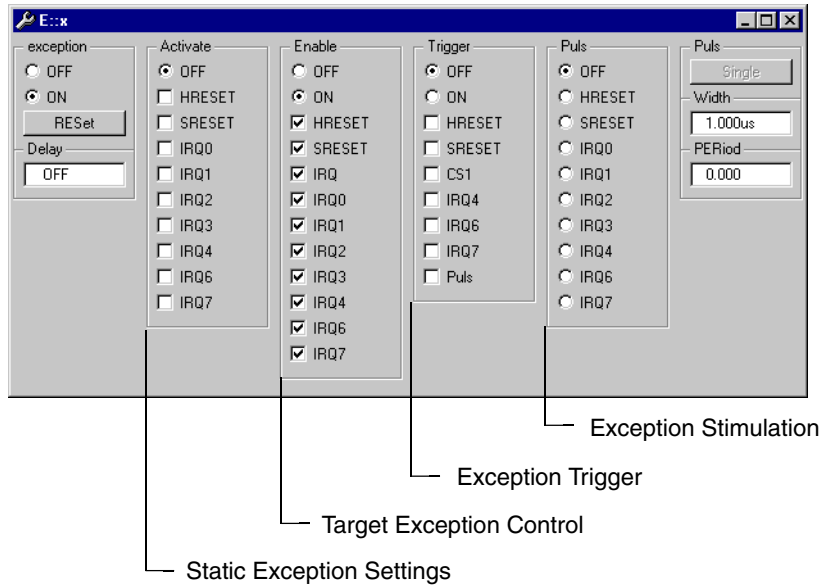 E::x
exception
OFF
ON
RESet
Delay
OFF
Activate
OFF
HRESET
SRESET
IRQ0
IRQ1
IRQ2
IRQ3
IRQ4
IRQ6
IRQ7
Enable
OFF
ON
HRESET
SRESET
IRQ
IRQ0
IRQ1
IRQ2
IRQ3
IRQ4
IRQ6
IRQ7
Trigger
OFF
ON
HRESET
SRESET
CS1
IRQ4
IRQ6
IRQ7
Puls
Puls
OFF
HRESET
SRESET
IRQ0
IRQ1
IRQ2
IRQ3
IRQ4
IRQ6
IRQ7
Puls
Single
Width
1.000us
PERiod
0.000
Exception Stimulation
Exception Trigger
Target Exception Control
Static Exception Settings